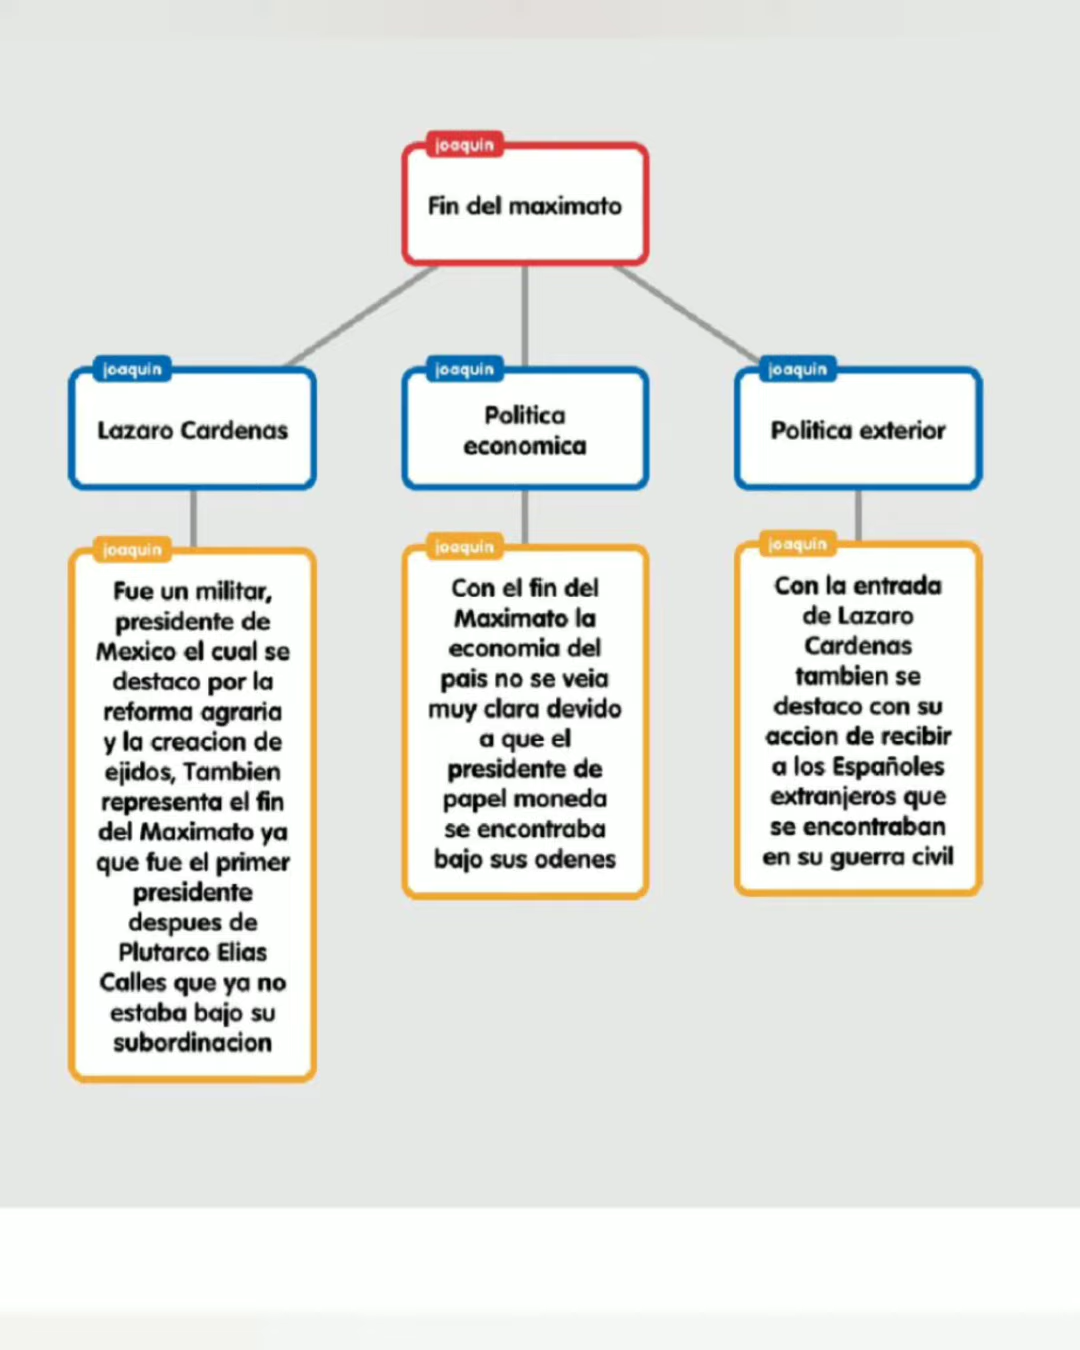 joaquin
Fin del maximato
joaquin
Lazaro Cardenas
joaquin
Politica
economica
joaquin
Politica exterior
joaquin
Fue un militar,
presidente de
Mexico el cual se
destaco por la
reforma agraria
y la creacion de
ejidos, Tambien
representa el fin
del Maximato ya
que fue el primer
presidente
despues de
Plutarco Elias
Calles que ya no
estaba bajo su
subordinacion
joaquin
Con el fin del
Maximato la
economia del
pais no se veia
muy clara devido
a que el
presidente de
papel moneda
se encontraba
bajo sus odenes
joaquin
Con la entrada
de Lazaro
Cardenas
tambien se
destaco con su
accion de recibir
a los Españoles
extranjeros que
se encontraban
en su guerra civil